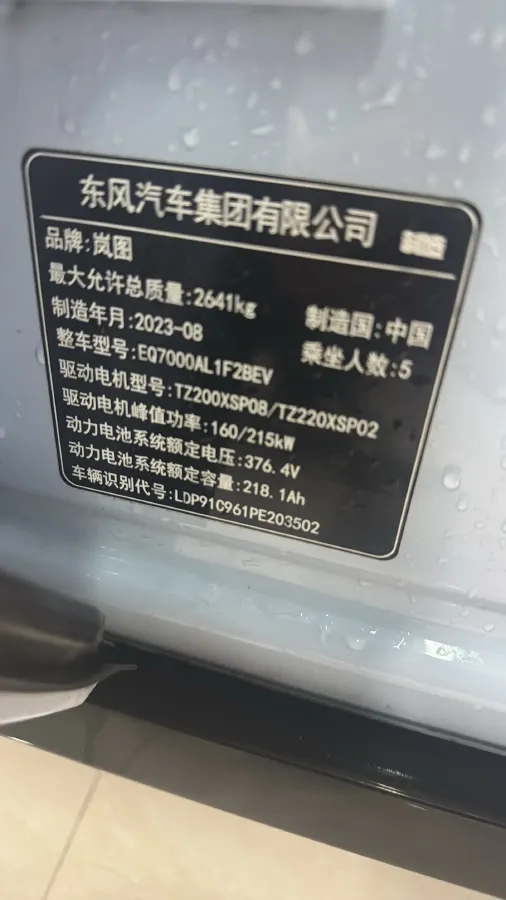 东风汽车集团有限公司 制造
品牌:岚图
最大允许总质量:2641kg 制造国:中国
制造年月:2023-08 乘坐人数:5
整车型号:EQ7000AL1F2BEV
驱动电机型号:TZ200XSP08/TZ220XSP02
驱动电机峰值功率:160/215kW
动力电池系统额定电压:376.4V
动力电池系统额定容量:218.1Ah
车辆识别代号:LDP91C961PE203502